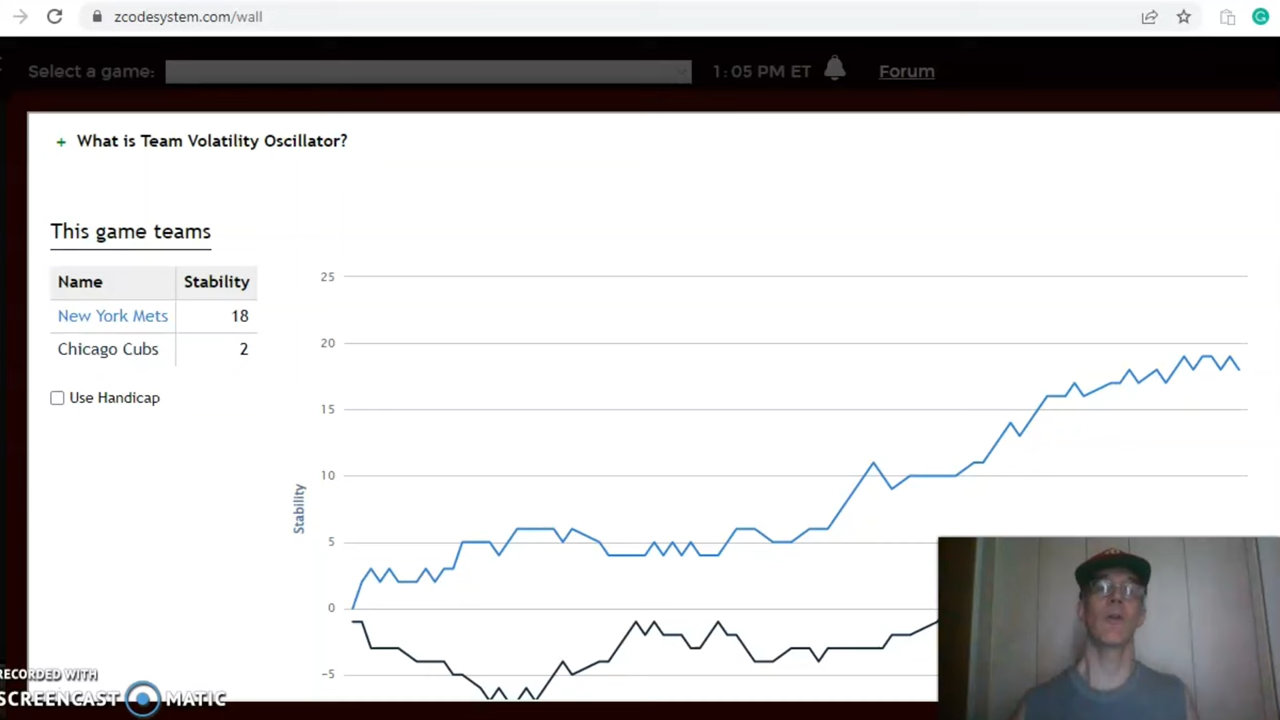 zcodesystem.com/wall
Select a game:
1:05 PM ET
Forum
+ What is Team Volatility Oscillator?
This game teams
Name Stability
New York Mets 18
Chicago Cubs 2
Use Handicap
25
20
15
10
5
0
-5
Stability
RECORDED WITH
SCREENCAST MATIC